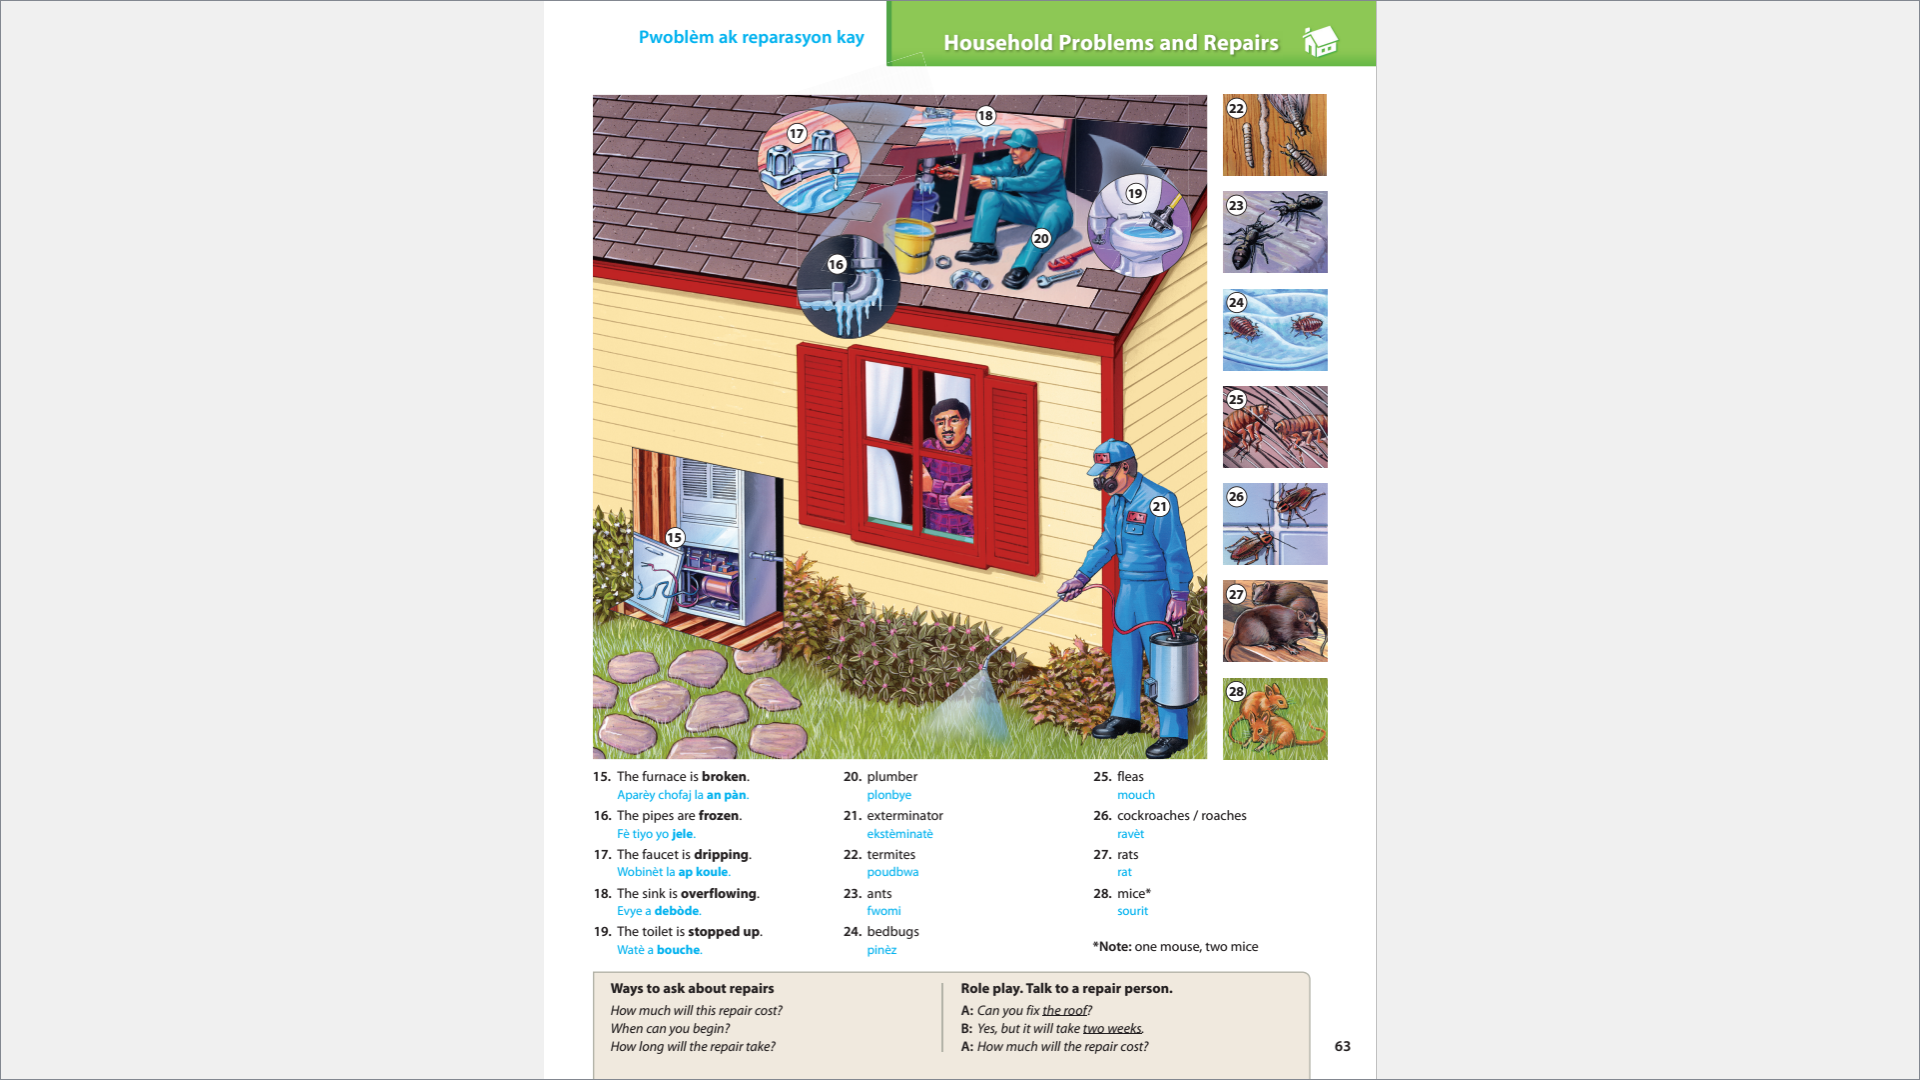 Pwoblèm ak reparasyon kay
Household Problems and Repairs
22
23
24
25
26
27
28
17
18
19
20
16
15
21
15. The furnace is broken.
Aparèy chofaj la an pàn.
16. The pipes are frozen.
Fè tiyo yo jele.
17. The faucet is dripping.
Wobinèt la ap koule.
18. The sink is overflowing.
Evye a debòde.
19. The toilet is stopped up.
Watè a bouche.
20. plumber
plonbye
21. exterminator
ekstèminatè
22. termites
poudbwa
23. ants
fwomi
24. bedbugs
pinèz
25. fleas
mouch
26. cockroaches / roaches
ravèt
27. rats
rat
28. mice*
sourit
*Note: one mouse, two mice
Ways to ask about repairs
How much will this repair cost?
When can you begin?
How long will the repair take?
Role play. Talk to a repair person.
A: Can you fix the roof?
B: Yes, but it will take two weeks.
A: How much will the repair cost?
63